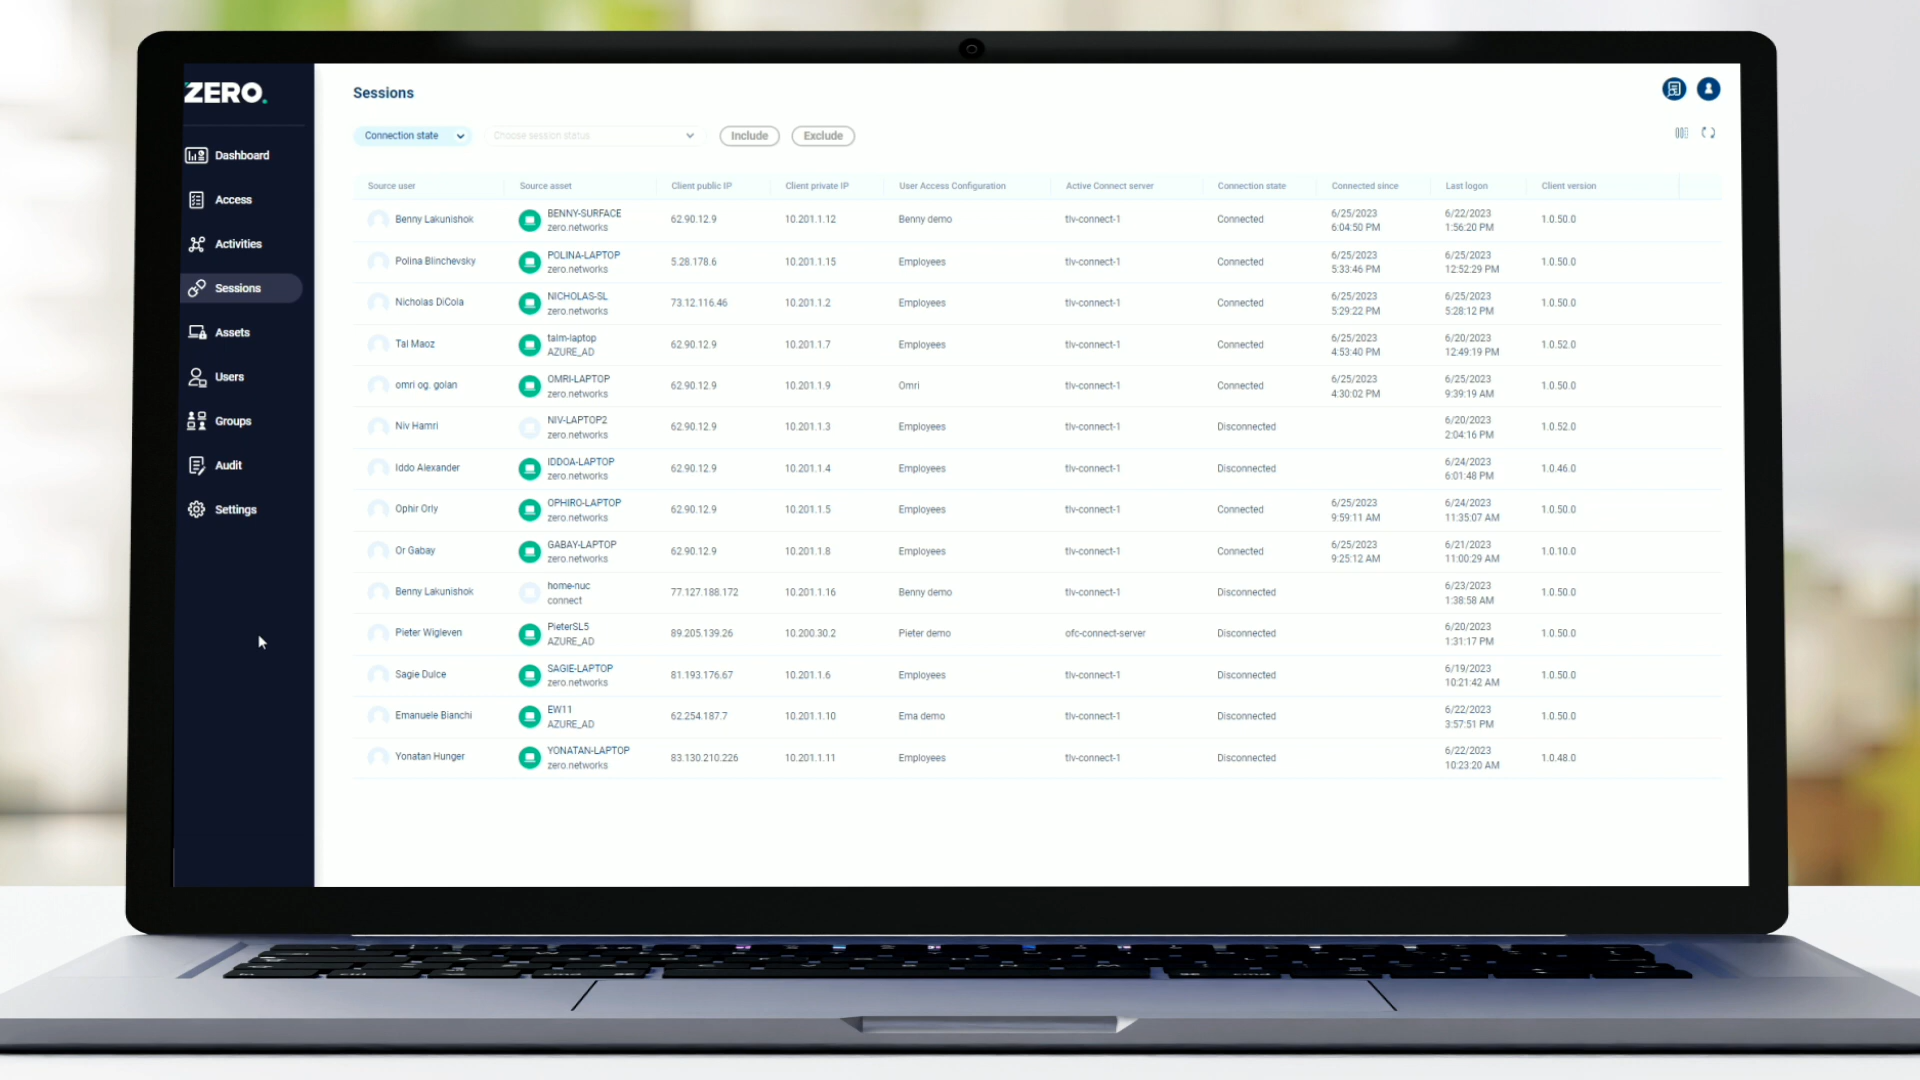 ZERO.
Dashboard
Access
Activities
Sessions
Assets
Users
Groups
Audit
Settings
Sessions
Connection state
Choose session status
Include
Exclude
Source user Source asset Client public IP Client private IP User Access Configuration Active Connect server Connection state Connected since Last logon Client version
Benny Lakunishok BENNY-SURFACE zero.networks 62.90.12.9 10.201.1.12 Benny demo tlv-connect-1 Connected 6/25/2023 6:04:50 PM 6/22/2023 1:56:20 PM 1.0.50.0
Polina Blinchevsky POLINA-LAPTOP zero.networks 5.28.178.6 10.201.1.15 Employees tlv-connect-1 Connected 6/25/2023 5:33:46 PM 6/25/2023 12:52:29 PM 1.0.50.0
Nicholas DiCola NICHOLAS-SL zero.networks 73.12.116.46 10.201.1.2 Employees tlv-connect-1 Connected 6/25/2023 5:29:22 PM 6/25/2023 5:28:12 PM 1.0.50.0
Tal Maoz talm-laptop AZURE_AD 62.90.12.9 10.201.1.7 Employees tlv-connect-1 Connected 6/25/2023 4:53:40 PM 6/20/2023 12:49:19 PM 1.0.52.0
omri og. golan OMRI-LAPTOP zero.networks 62.90.12.9 10.201.1.9 Omri tlv-connect-1 Connected 6/25/2023 4:30:02 PM 6/25/2023 9:39:19 AM 1.0.50.0
Niv Hamri NIV-LAPTOP2 zero.networks 62.90.12.9 10.201.1.3 Employees tlv-connect-1 Disconnected 6/20/2023 2:04:16 PM 1.0.52.0
Iddo Alexander IDDOA-LAPTOP zero.networks 62.90.12.9 10.201.1.4 Employees tlv-connect-1 Disconnected 6/24/2023 6:01:48 PM 1.0.46.0
Ophir Orly OPHIRO-LAPTOP zero.networks 62.90.12.9 10.201.1.5 Employees tlv-connect-1 Connected 6/25/2023 9:59:11 AM 6/24/2023 11:35:07 AM 1.0.50.0
Or Gabay GABAY-LAPTOP zero.networks 62.90.12.9 10.201.1.8 Employees tlv-connect-1 Connected 6/25/2023 9:25:12 AM 6/21/2023 11:00:29 AM 1.0.10.0
Benny Lakunishok home-nuc connect 77.127.188.172 10.201.1.16 Benny demo tlv-connect-1 Disconnected 6/23/2023 1:38:58 AM 1.0.50.0
Pieter Wigleven PieterSL5 AZURE_AD 89.205.139.26 10.200.30.2 Pieter demo ofc-connect-server Disconnected 6/20/2023 1:31:17 PM 1.0.50.0
Sagie Dulce SAGIE-LAPTOP zero.networks 81.193.176.67 10.201.1.6 Employees tlv-connect-1 Disconnected 6/19/2023 10:21:42 AM 1.0.50.0
Emanuele Bianchi EW11 AZURE_AD 62.254.187.7 10.201.1.10 Ema demo tlv-connect-1 Disconnected 6/22/2023 3:57:51 PM 1.0.50.0
Yonatan Hunger YONATAN-LAPTOP zero.networks 83.130.210.226 10.201.1.11 Employees tlv-connect-1 Disconnected 6/22/2023 10:23:20 AM 1.0.48.0